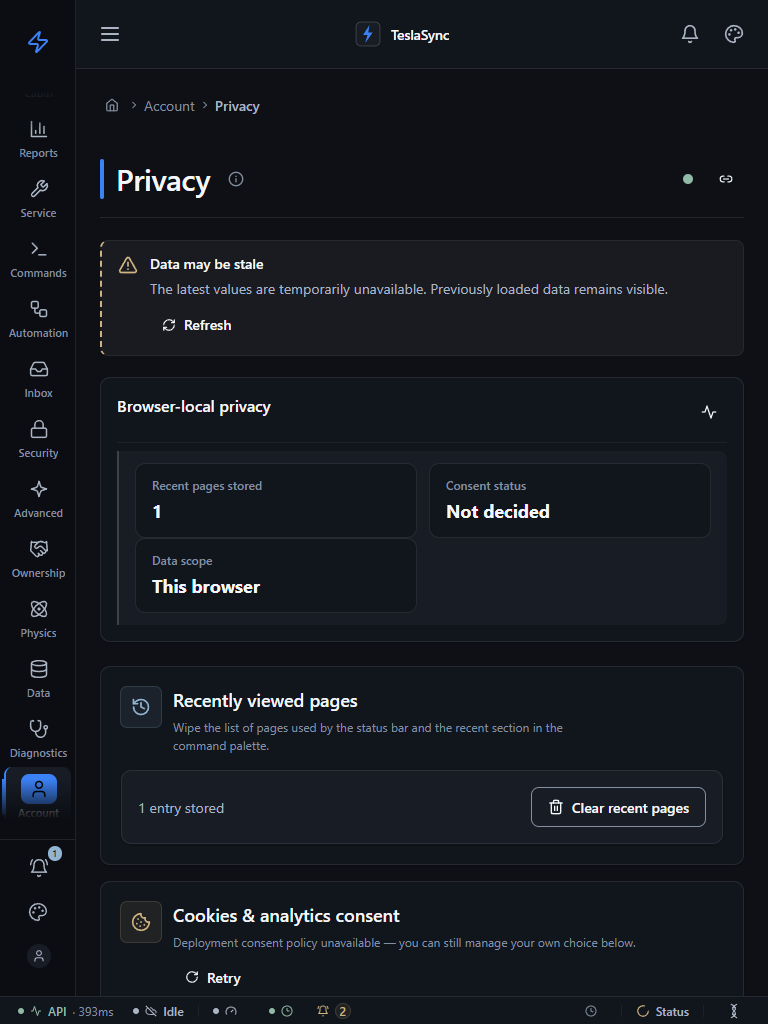 TeslaSync
Reports
Service
Commands
Automation
Inbox
Security
Advanced
Ownership
Physics
Data
Diagnostics
Account
1
Account
Privacy
Privacy
Data may be stale
The latest values are temporarily unavailable. Previously loaded data remains visible.
Refresh
Browser-local privacy
Recent pages stored
1
Consent status
Not decided
Data scope
This browser
Recently viewed pages
Wipe the list of pages used by the status bar and the recent section in the
command palette.
1 entry stored
Clear recent pages
Cookies & analytics consent
Deployment consent policy unavailable — you can still manage your own choice below.
Retry
API · 393ms
Idle
2
Status